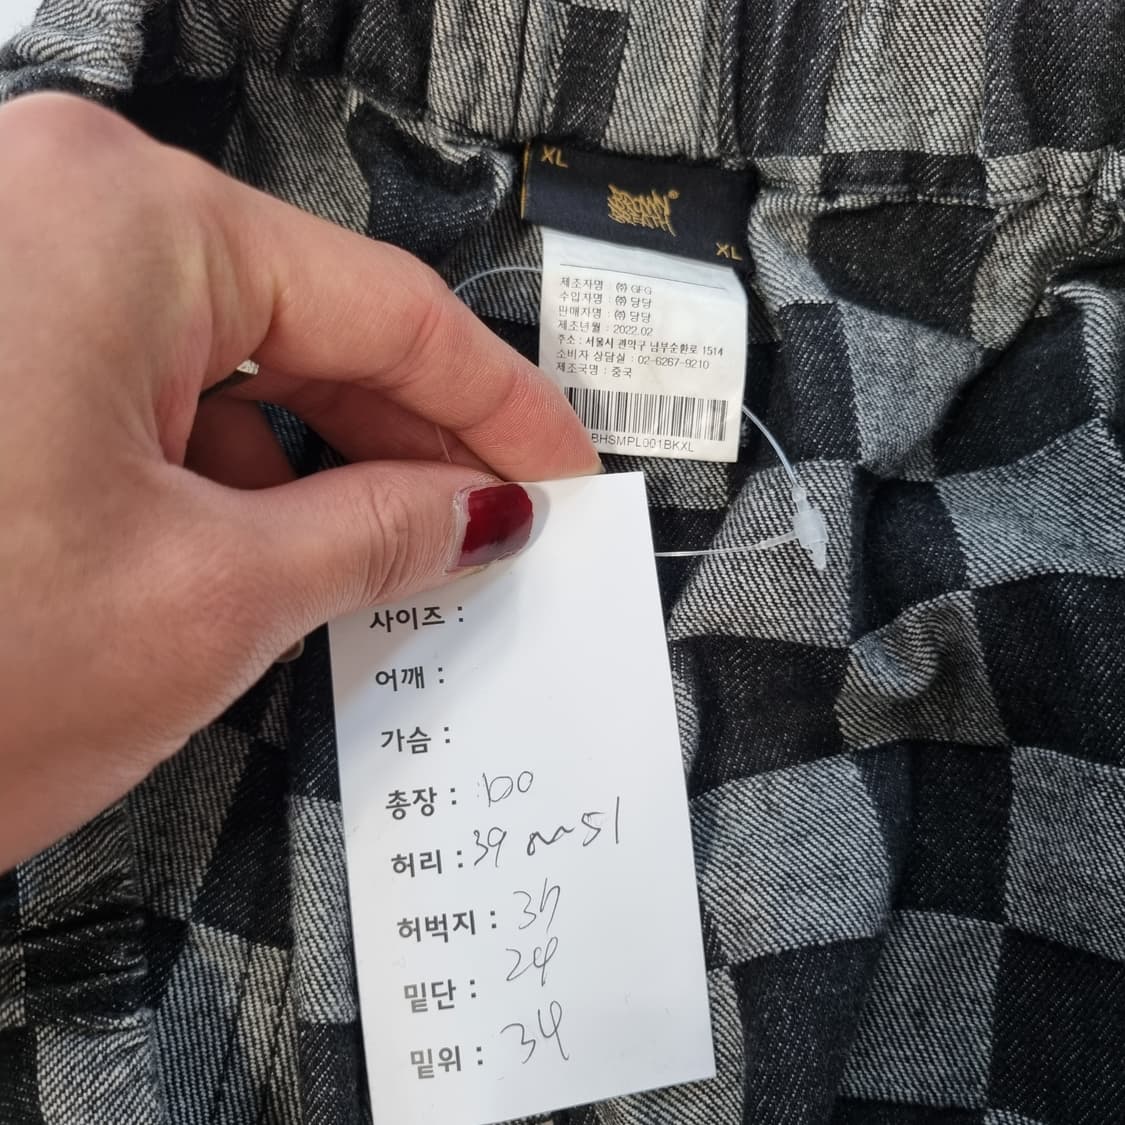 XL
XL
제조자명 : ㈜ GFG
수입자명 : ㈜ 당당
판매자명 : ㈜ 당당
제조년월 : 2022.02
주소 : 서울시 관악구 남부순환로 1514
소비자 상담실 : 02-6267-9210
제조국명 : 중국
BHSMPL001BKXL
사이즈 :
어깨 :
가슴 :
총장 : 100
허리 : 39 ~ 51
허벅지 :
밑단 : 24
밑위 : 34